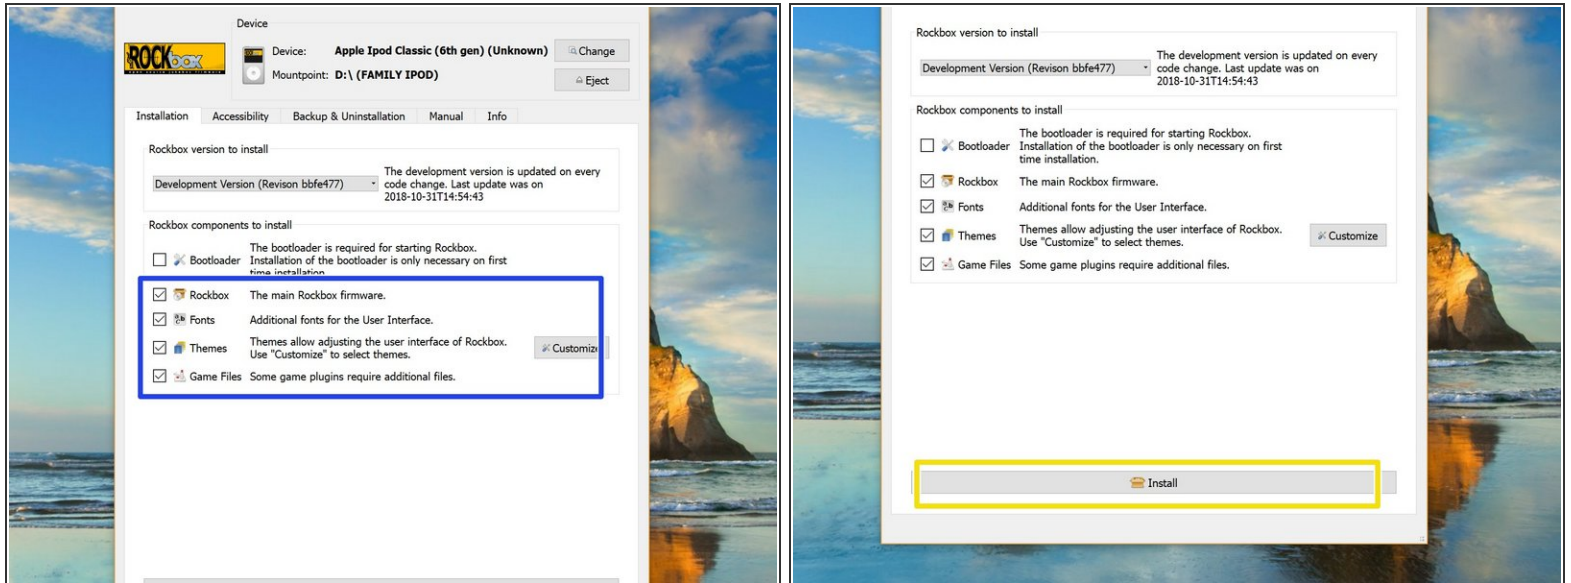 Device
ROCKbox
Device: Apple Ipod Classic (6th gen) (Unknown) Change
Mountpoint: D:\ (FAMILY IPOD) Eject
Installation Accessibility Backup & Uninstallation Manual Info
Rockbox version to install
Development Version (Revison bbfe477)
The development version is updated on every
code change. Last update was on
2018-10-31T14:54:43
Rockbox components to install
Bootloader
The bootloader is required for starting Rockbox.
Installation of the bootloader is only necessary on first
time installation.
Rockbox The main Rockbox firmware.
Fonts Additional fonts for the User Interface.
Themes
Themes allow adjusting the user interface of Rockbox.
Use "Customize" to select themes.
Customize
Game Files Some game plugins require additional files.
Rockbox version to install
Development Version (Revison bbfe477)
The development version is updated on every
code change. Last update was on
2018-10-31T14:54:43
Rockbox components to install
Bootloader
The bootloader is required for starting Rockbox.
Installation of the bootloader is only necessary on first
time installation.
Rockbox The main Rockbox firmware.
Fonts Additional fonts for the User Interface.
Themes
Themes allow adjusting the user interface of Rockbox.
Use "Customize" to select themes.
Customize
Game Files Some game plugins require additional files.
Install